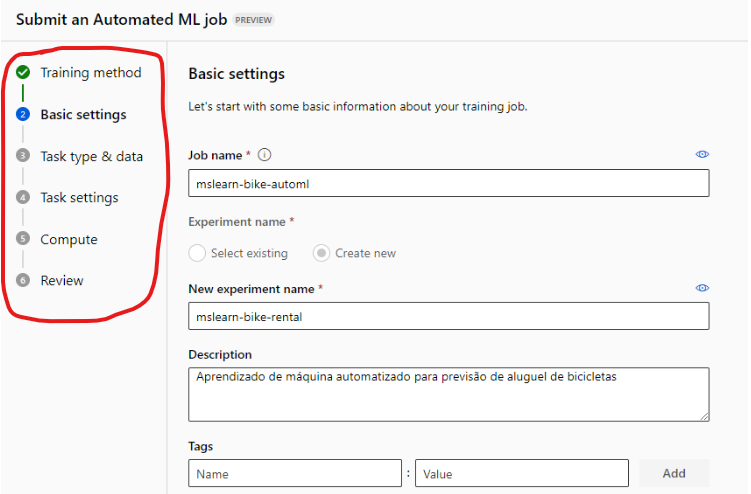 Submit an Automated ML job PREVIEW
Training method
2 Basic settings
3 Task type & data
4 Task settings
5 Compute
6 Review
Basic settings
Let's start with some basic information about your training job.
Job name *
mslearn-bike-automl
Experiment name *
Select existing
Create new
New experiment name *
mslearn-bike-rental
Description
Aprendizado de máquina automatizado para previsão de aluguel de bicicletas
Tags
Name : Value Add